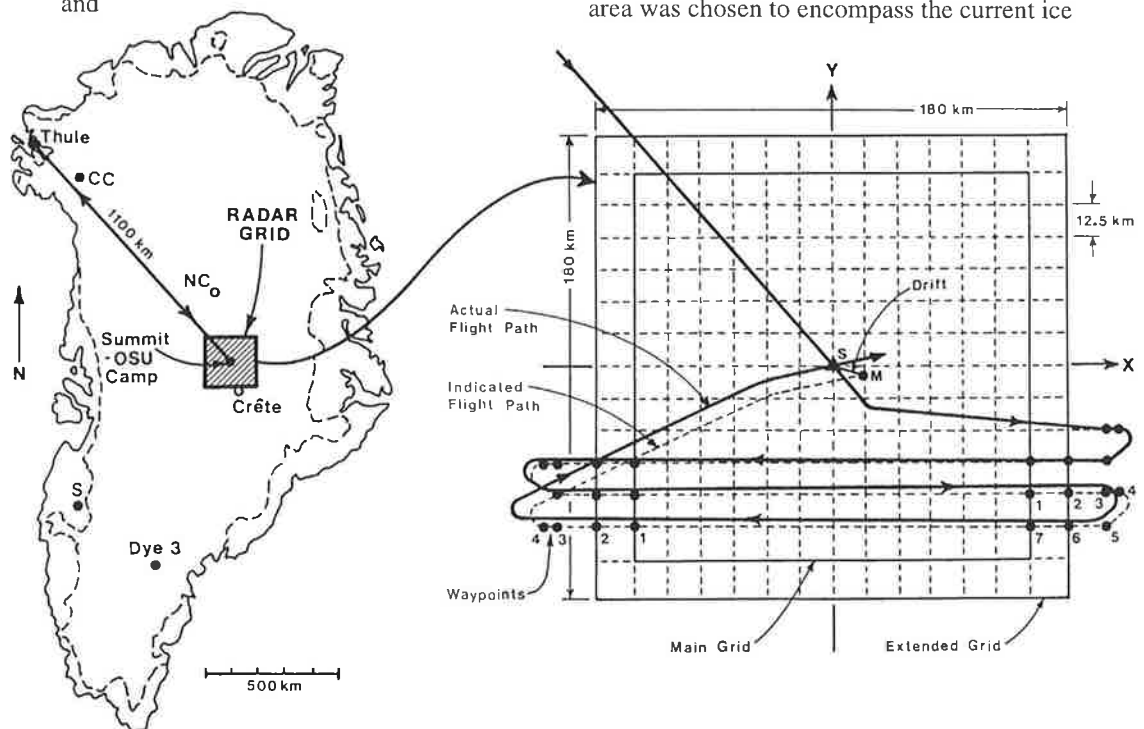 and
area was chosen to encompass the current ice
Thule
CC
1100 km
RADAR
GRID
NCo
Summit
-OSU
Camp
Crête
N
S
Dye 3
500 km
Y
180 km
180 km
12.5 km
Drift
Actual
Flight Path
S
M
X
Indicated
Flight Path
1 2 3 4
4 3 2 1
7 6 5
Waypoints
Main Grid
Extended Grid